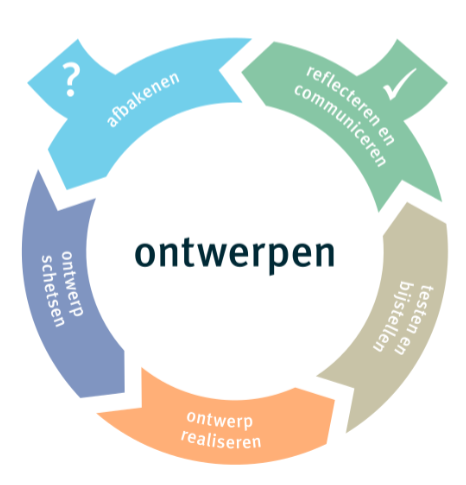 ?
afbakenen
ontwerp
schetsen
ontwerp
realiseren
testen en
bijstellen
reflecteren en
communiceren
ontwerpen